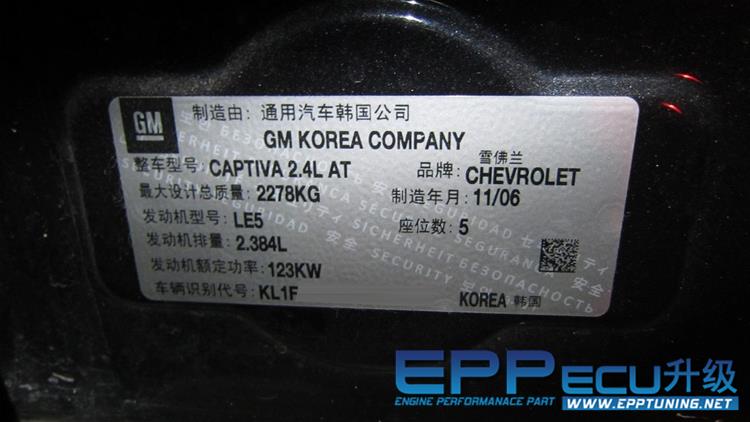 GM
制造由: 通用汽车韩国公司
GM KOREA COMPANY
整车型号: CAPTIVA 2.4L AT 品牌: 雪佛兰 CHEVROLET
最大设计总质量: 2278KG 制造年月: 11/06
发动机型号: LE5 座位数: 5
发动机排量: 2.384L
发动机额定功率: 123KW
车辆识别代号: KL1F
KOREA 韩国
EPP ECU升级
ENGINE PERFORMANACE PART
WWW.EPPTUNING.NET